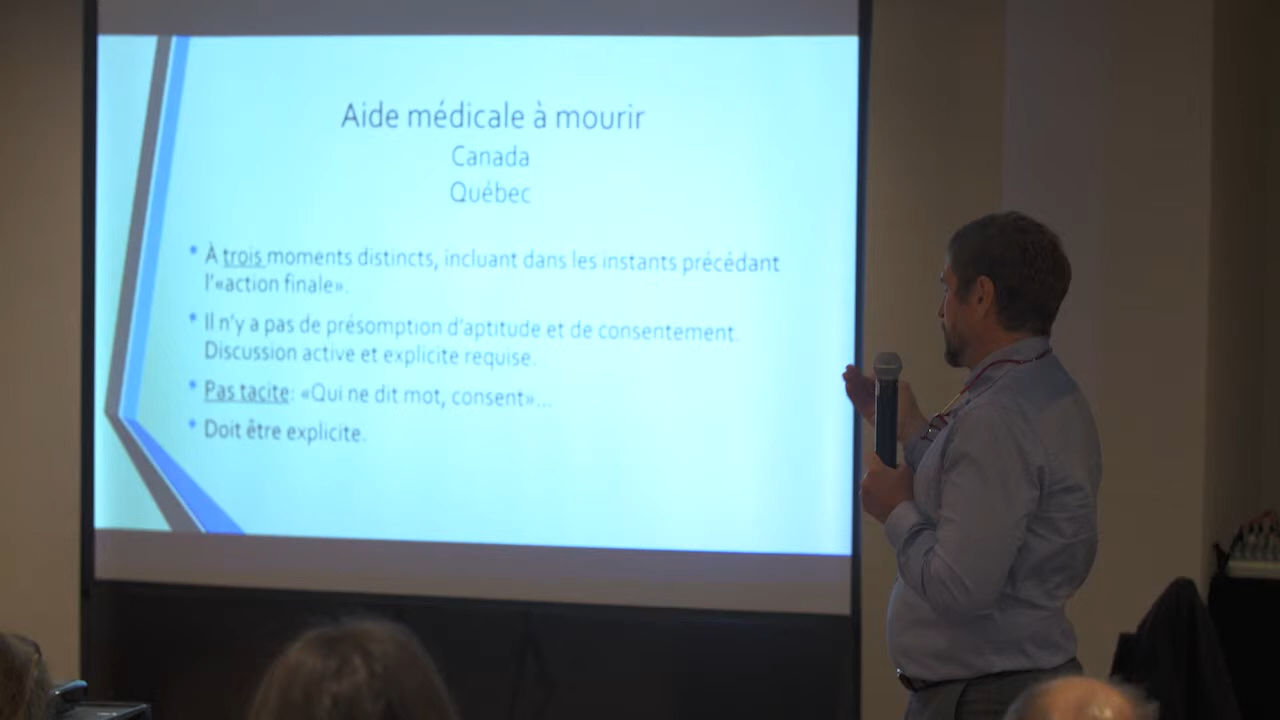 Aide médicale à mourir
Canada
Québec
• À trois moments distincts, incluant dans les instants précédant
l'«action finale».
• Il n'y a pas de présomption d'aptitude et de consentement.
Discussion active et explicite requise.
• Pas tacite: «Qui ne dit mot, consent»...
• Doit être explicite.